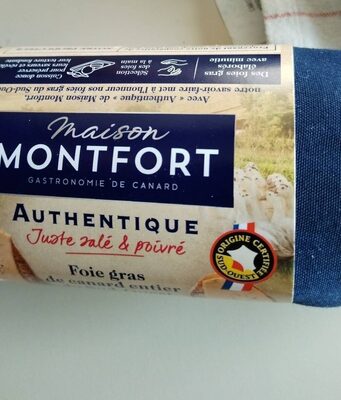 Avec « Authentique » de Maison Montfort,
notre savoir-faire met à l'honneur nos foies gras du Sud-Ouest
Des foies gras
élaborés
avec minutie
Sélection
des foies
à la main
Cuisson douce
pour préserver
leurs saveurs et révéler
leur texture fondante
Maison
MONTFORT
GASTRONOMIE DE CANARD
AUTHENTIQUE
Juste salé & poivré
ORIGINE CERTIFIÉE
SUD-OUEST
Foie gras
de canard entier